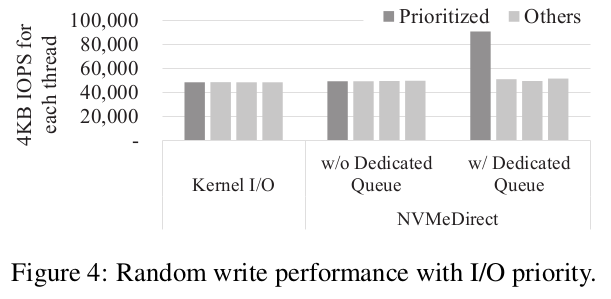 4KB IOPS for
each thread
100,000
80,000
60,000
40,000
20,000
-
Prioritized
Others
Kernel I/O
w/o Dedicated
Queue
w/ Dedicated
Queue
NVMeDirect
Figure 4: Random write performance with I/O priority.